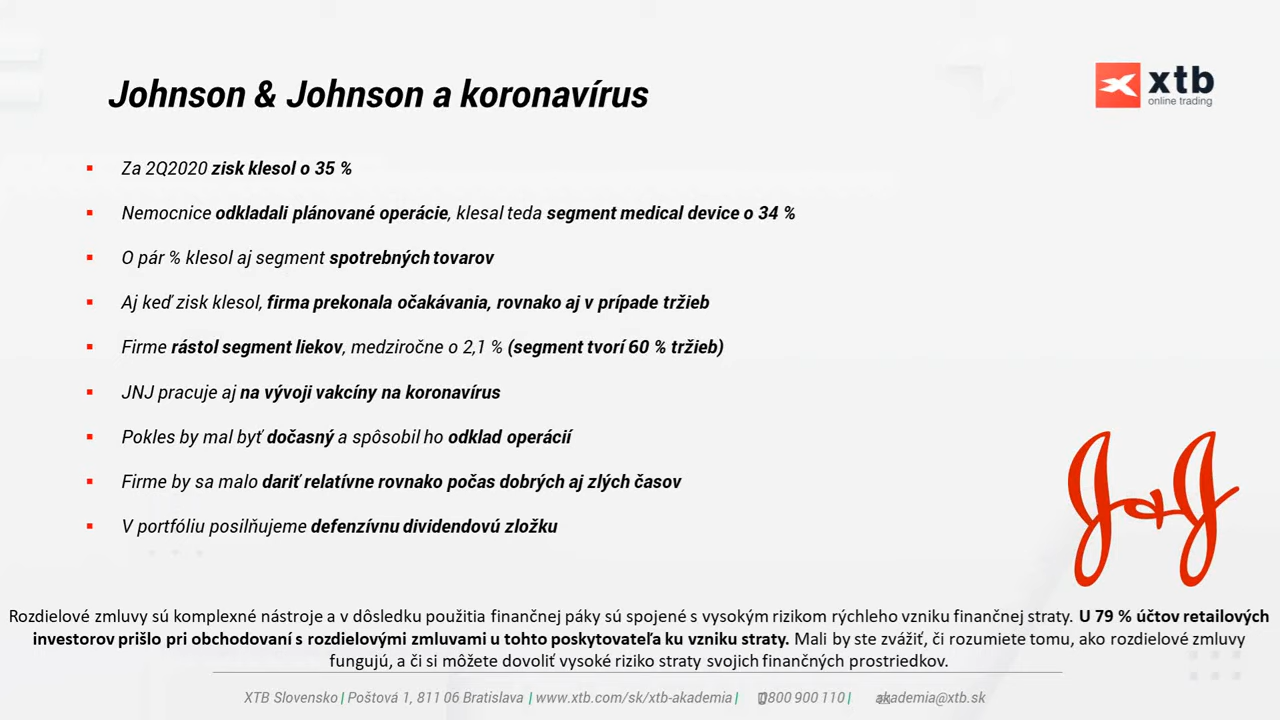 Johnson & Johnson a koronavírus
xtb
online trading
Za 2Q2020 zisk klesol o 35 %
Nemocnice odkladali plánované operácie, klesal teda segment medical device o 34 %
O pár % klesol aj segment spotrebných tovarov
Aj keď zisk klesol, firma prekonala očakávania, rovnako aj v prípade tržieb
Firme rástol segment liekov, medziročne o 2,1 % (segment tvorí 60 % tržieb)
JNJ pracuje aj na vývoji vakcíny na koronavírus
Pokles by mal byť dočasný a spôsobil ho odklad operácií
Firme by sa malo dariť relatívne rovnako počas dobrých aj zlých časov
V portfóliu posilňujeme defenzívnu dividendovú zložku
J&J
Rozdielové zmluvy sú komplexné nástroje a v dôsledku použitia finančnej páky sú spojené s vysokým rizikom rýchleho vzniku finančnej straty. U 79 % účtov retailových
investorov prišlo pri obchodovaní s rozdielovými zmluvami u tohto poskytovateľa ku vzniku straty. Mali by ste zvážiť, či rozumiete tomu, ako rozdielové zmluvy
fungujú, a či si môžete dovoliť vysoké riziko straty svojich finančných prostriedkov.
XTB Slovensko | Poštová 1, 811 06 Bratislava | www.xtb.com/sk/xtb-akademia | 0800 900 110 | akademia@xtb.sk